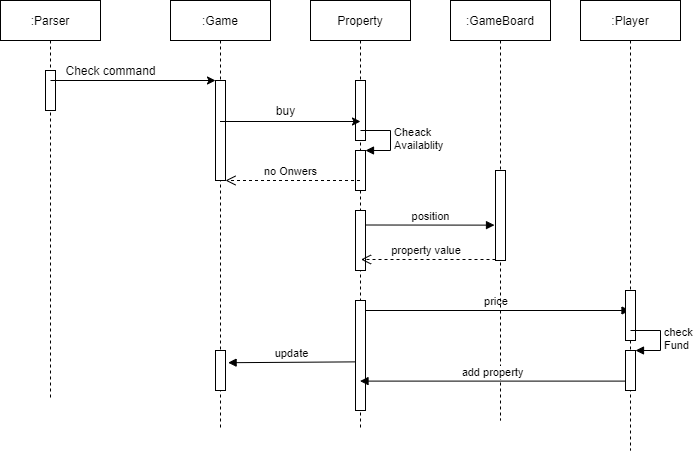 :Parser
:Game
Property
:GameBoard
:Player
Check command
buy
Cheack
Availablity
no Onwers
position
property value
price
check
Fund
update
add property